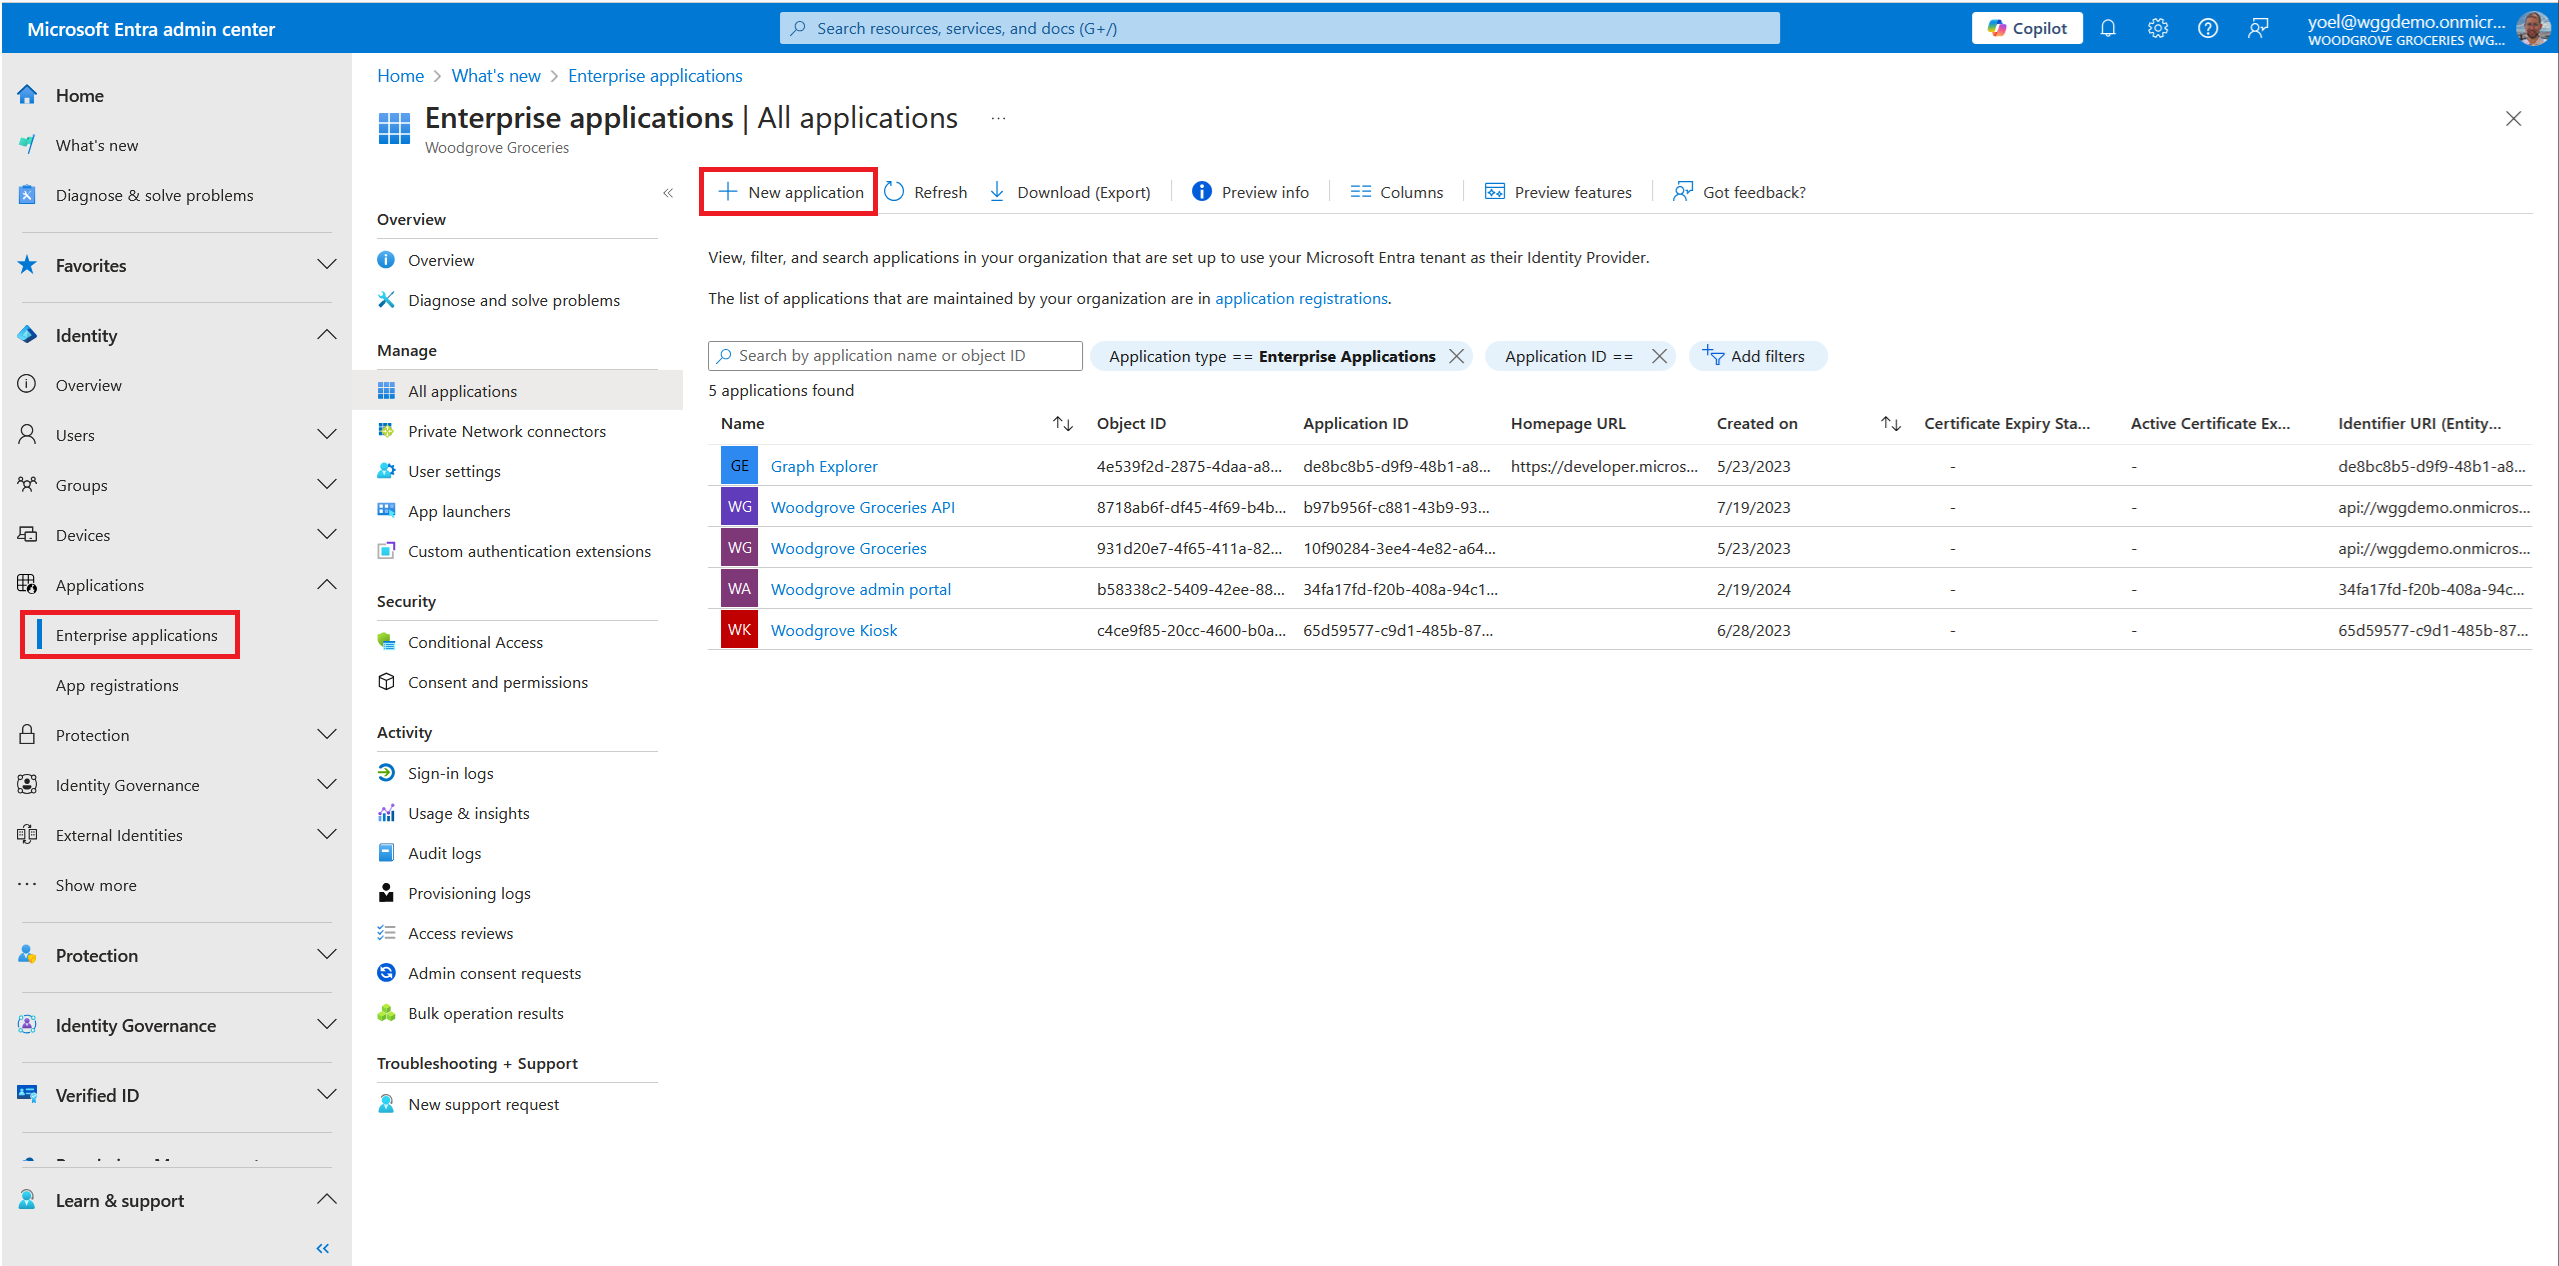 Microsoft Entra admin center
Search resources, services, and docs (G+/)
Copilot
yoel@wggdemo.onmicr...
WOODGROVE GROCERIES (WG...
Home
What's new
Diagnose & solve problems
Favorites
Identity
Overview
Users
Groups
Devices
Applications
Enterprise applications
App registrations
Protection
Identity Governance
External Identities
Show more
Protection
Identity Governance
Verified ID
Learn & support
Home > What's new > Enterprise applications
Enterprise applications | All applications ...
Woodgrove Groceries
Overview
Overview
Diagnose and solve problems
Manage
All applications
Private Network connectors
User settings
App launchers
Custom authentication extensions
Security
Conditional Access
Consent and permissions
Activity
Sign-in logs
Usage & insights
Audit logs
Provisioning logs
Access reviews
Admin consent requests
Bulk operation results
Troubleshooting + Support
New support request
New application Refresh Download (Export) Preview info Columns Preview features Got feedback?
View, filter, and search applications in your organization that are set up to use your Microsoft Entra tenant as their Identity Provider.
The list of applications that are maintained by your organization are in application registrations.
Search by application name or object ID Application type == Enterprise Applications Application ID == Add filters
5 applications found
Name Object ID Application ID Homepage URL Created on Certificate Expiry Sta... Active Certificate Ex... Identifier URI (Entity...
GE Graph Explorer 4e539f2d-2875-4daa-a8... de8bc8b5-d9f9-48b1-a8... https://developer.micros... 5/23/2023 - - de8bc8b5-d9f9-48b1-a8...
WG Woodgrove Groceries API 8718ab6f-df45-4f69-b4b... b97b956f-c881-43b9-93... 7/19/2023 - - api://wggdemo.onmicros...
WG Woodgrove Groceries 931d20e7-4f65-411a-82... 10f90284-3ee4-4e82-a64... 5/23/2023 - - api://wggdemo.onmicros...
WA Woodgrove admin portal b58338c2-5409-42ee-88... 34fa17fd-f20b-408a-94c1... 2/19/2024 - - 34fa17fd-f20b-408a-94c...
WK Woodgrove Kiosk c4ce9f85-20cc-4600-b0a... 65d59577-c9d1-485b-87... 6/28/2023 - - 65d59577-c9d1-485b-87...